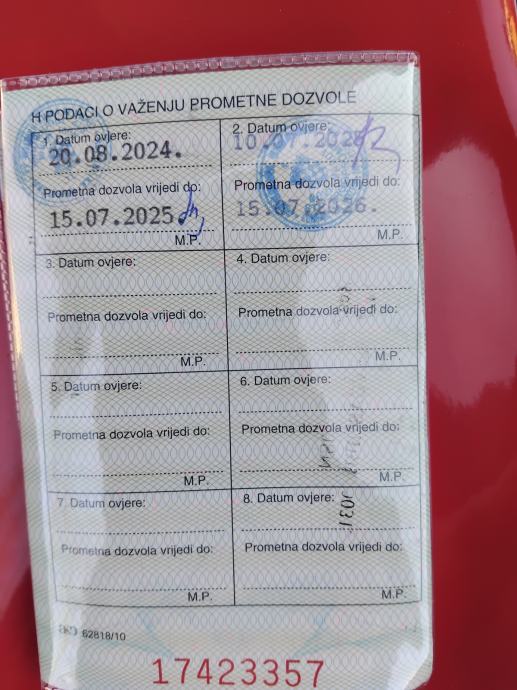 H PODACI O VAŽENJU PROMETNE DOZVOLE
1. Datum ovjere:
20.08.2024.
Prometna dozvola vrijedi do:
15.07.2025
M.P.
2. Datum ovjere:
10.07.202
Prometna dozvola vrijedi do:
15.07.2026.
M.P.
3. Datum ovjere:
Prometna dozvola vrijedi do:
M.P.
4. Datum ovjere:
Prometna dozvola vrijedi do:
M.P.
5. Datum ovjere:
Prometna dozvola vrijedi do:
M.P.
6. Datum ovjere:
Prometna dozvola vrijedi do:
M.P.
7. Datum ovjere:
Prometna dozvola vrijedi do:
M.P.
8. Datum ovjere:
Prometna dozvola vrijedi do:
M.P.
62818/10
17423357